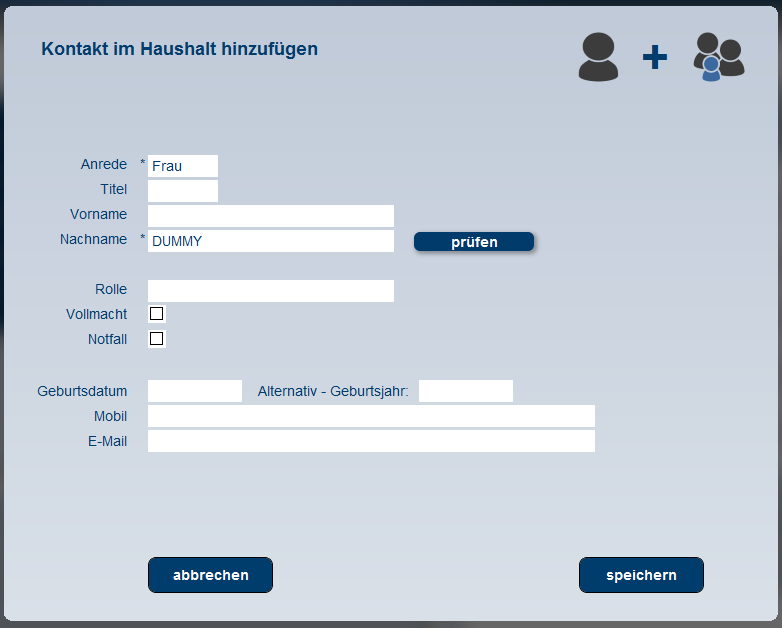 Kontakt im Haushalt hinzufügen
Anrede * Frau
Titel
Vorname
Nachname * DUMMY prüfen
Rolle
Vollmacht
Notfall
Geburtsdatum Alternativ - Geburtsjahr:
Mobil
E-Mail
abbrechen speichern